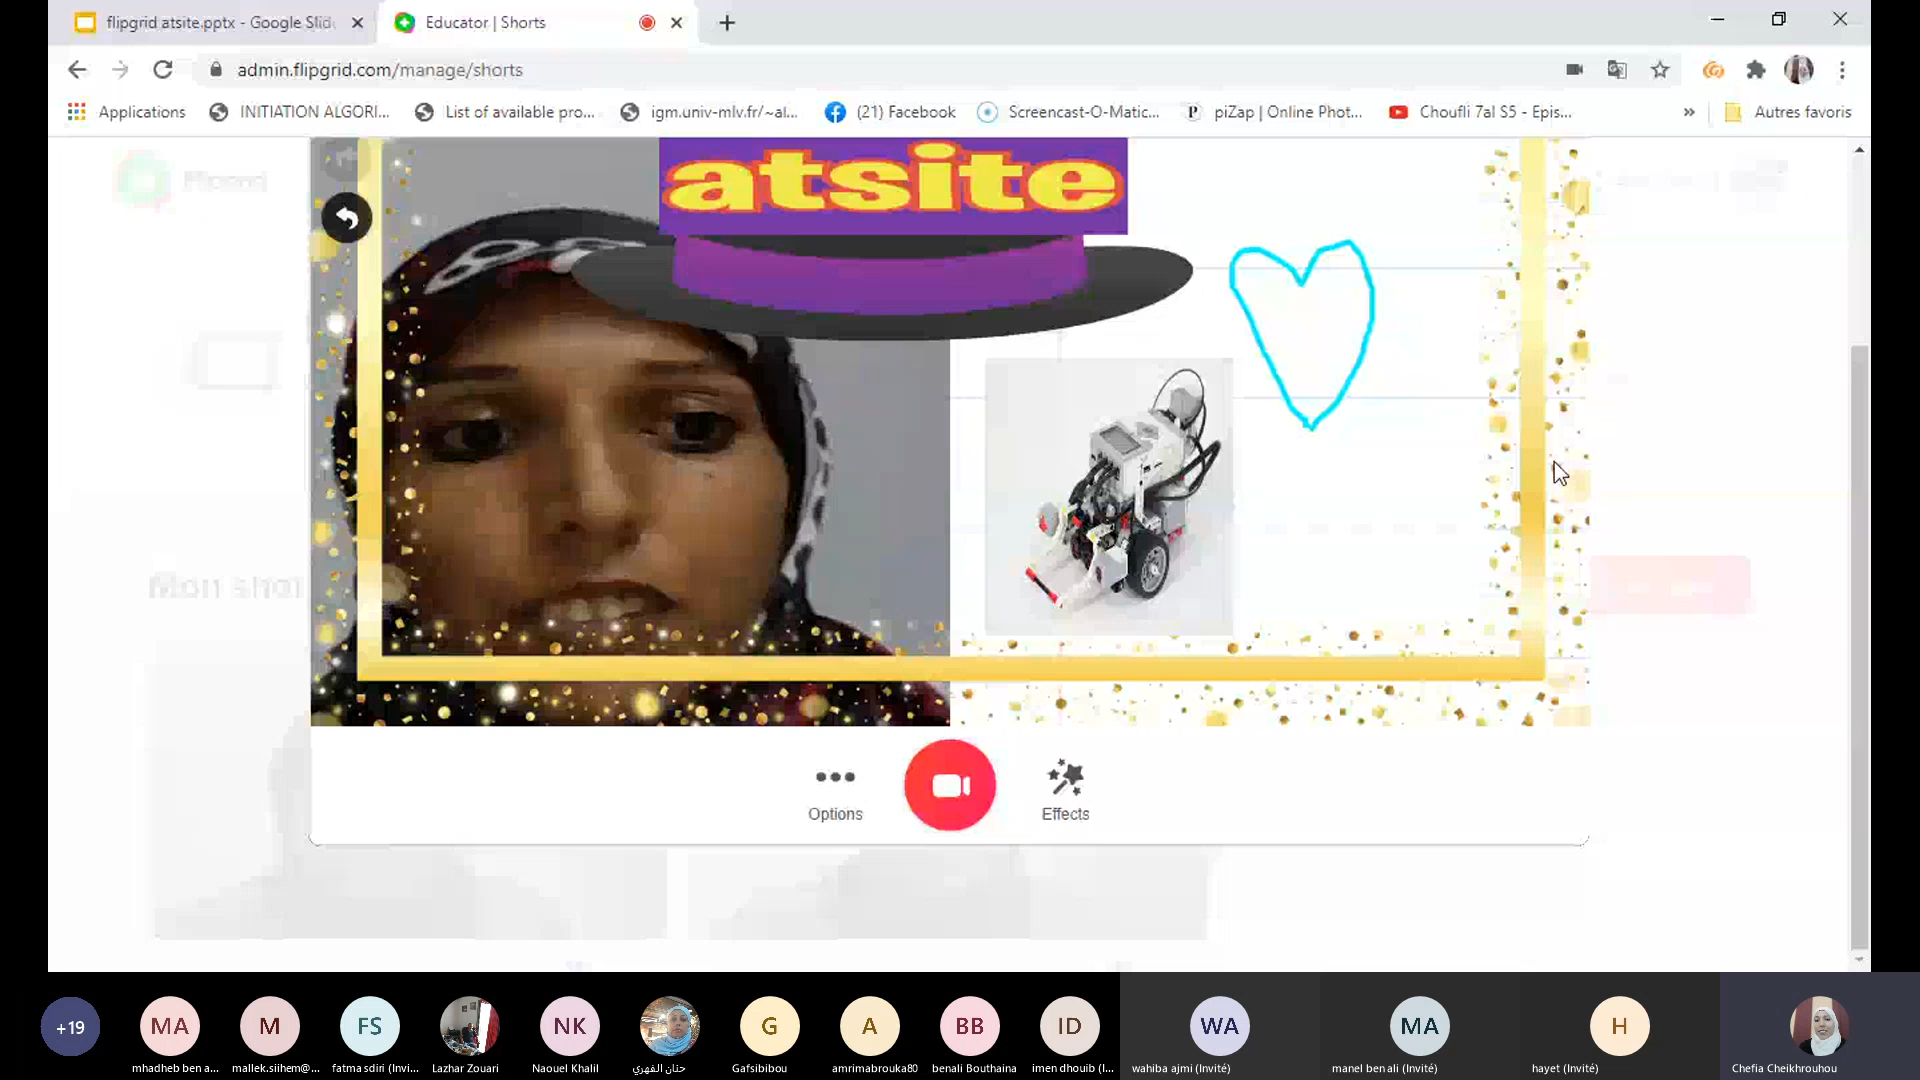 flipgrid atsite.pptx - Google Slid
Educator | Shorts
admin.flipgrid.com/manage/shorts
Applications
INITIATION ALGORI...
List of available pro...
igm.univ-mlv.fr/~al...
(21) Facebook
Screencast-O-Matic...
piZap | Online Phot...
Choufli 7al S5 - Epis...
»
Autres favoris
Flipgrid
atsite
Mon shor
Options
Effects
+19
MA
M
FS
NK
G
A
BB
ID
WA
MA
H
mhadheb ben a...
mallek.siihem@...
fatma sdiri (Invi...
Lazhar Zouari
Naouel Khalil
حنان الفهري
Gafsibibou
amrimabrouka80
benali Bouthaina
imen dhouib (I...
wahiba ajmi (Invité)
manel ben ali (Invité)
hayet (Invité)
Chefia Cheikhrouhou